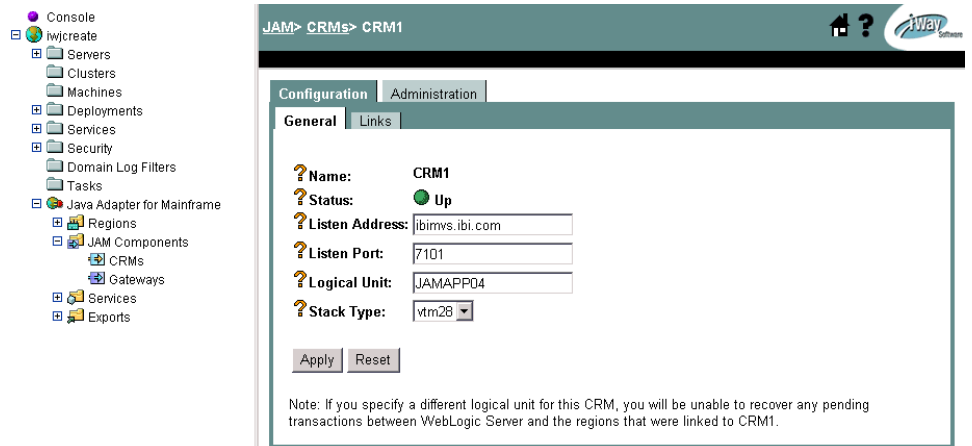 Console
iwjcreate
Servers
Clusters
Machines
Deployments
Services
Security
Domain Log Filters
Tasks
Java Adapter for Mainframe
Regions
JAM Components
CRMs
Gateways
Services
Exports
JAM> CRMs> CRM1
? iWay Software
Configuration Administration
General Links
? Name: CRM1
? Status: Up
? Listen Address: ibimvs.ibi.com
? Listen Port: 7101
? Logical Unit: JAMAPP04
? Stack Type: vtm28
Apply Reset
Note: If you specify a different logical unit for this CRM, you will be unable to recover any pending
transactions between WebLogic Server and the regions that were linked to CRM1.